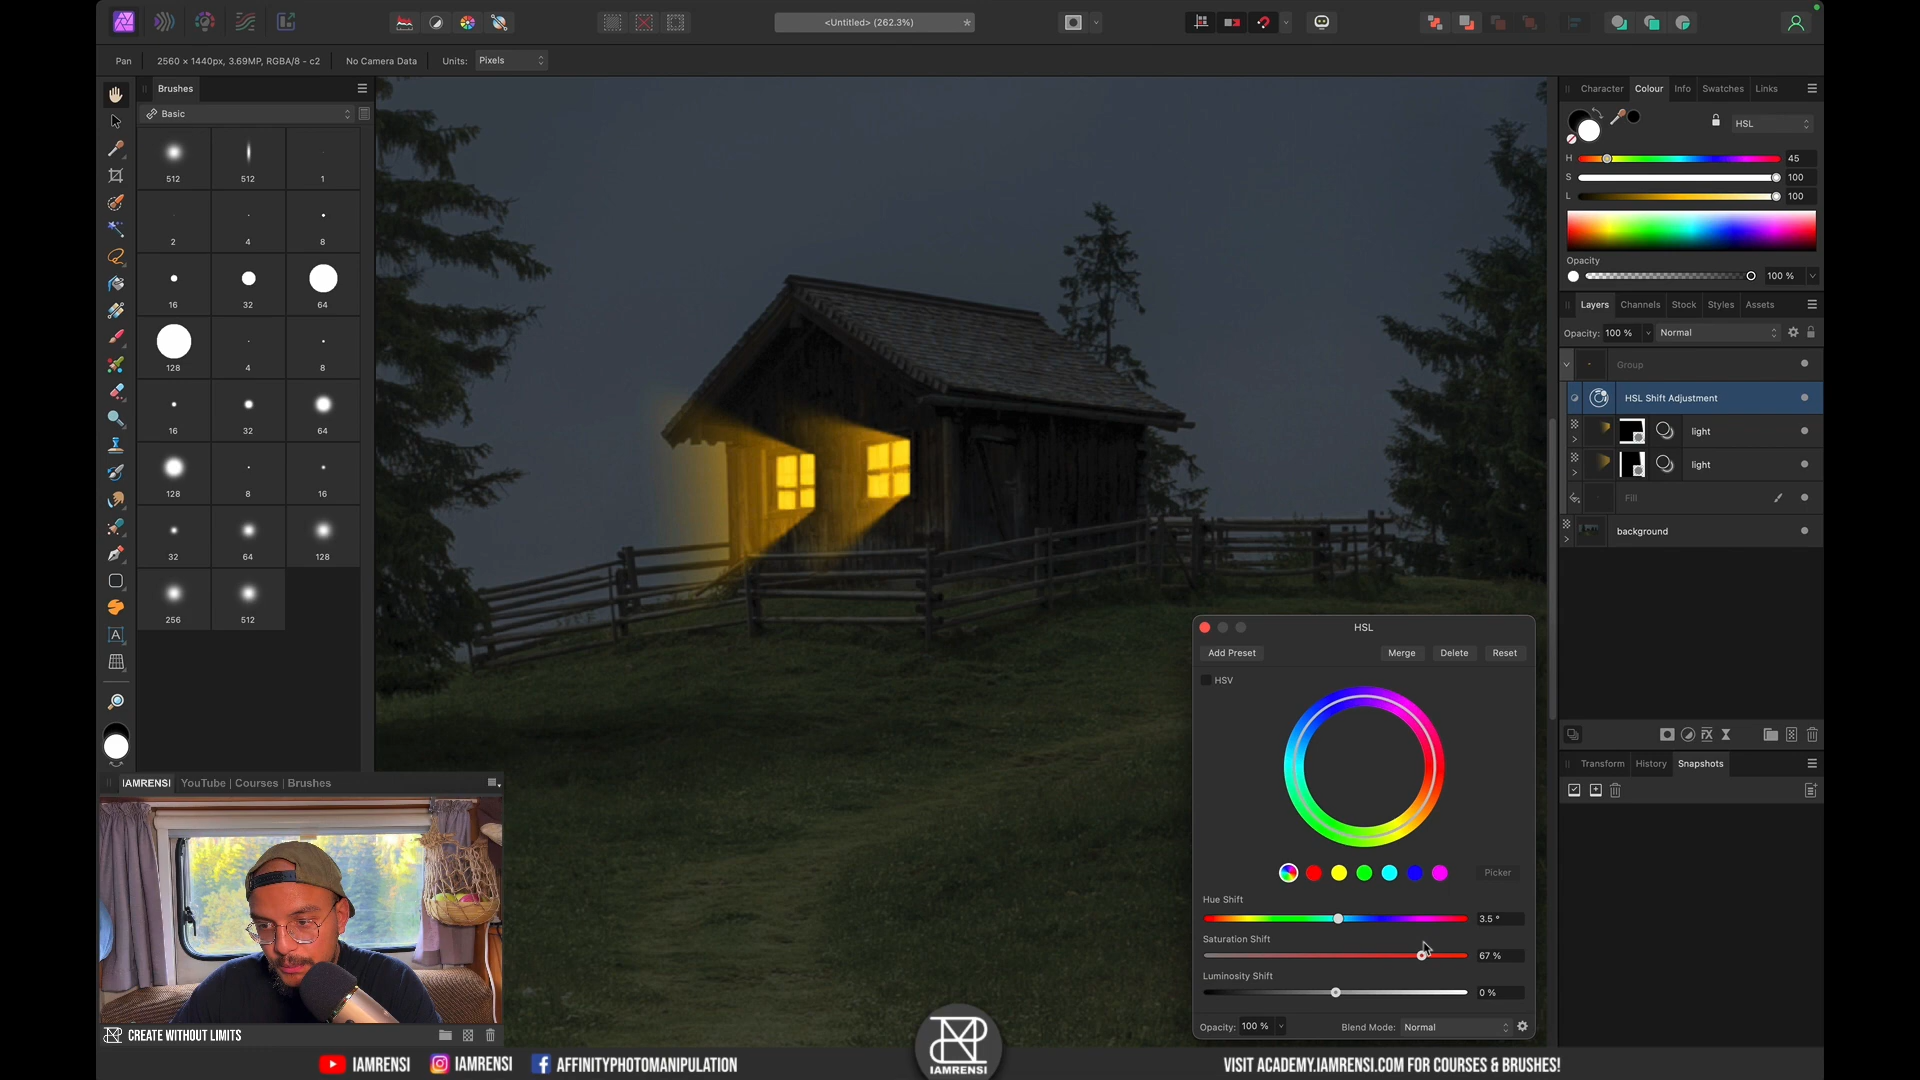 <Untitled> (262.3%)
*
Pan
2560 × 1440px, 3.69MP, RGBA/8 - c2
No Camera Data
Units:
Pixels
Brushes
Basic
512
512
1
2
4
8
16
32
64
128
4
8
16
32
64
128
8
16
32
64
128
256
512
Character
Colour
Info
Swatches
Links
HSL
H
45
S
100
L
100
Opacity
100 %
Layers
Channels
Stock
Styles
Assets
Opacity:
100 %
Normal
Group
HSL Shift Adjustment
light
light
Fill
background
Transform
History
Snapshots
HSL
Add Preset
Merge
Delete
Reset
HSV
Picker
Hue Shift
3.5 °
Saturation Shift
67 %
Luminosity Shift
0 %
Opacity:
100 %
Blend Mode:
Normal
IAMRENSI
YouTube | Courses | Brushes
CREATE WITHOUT LIMITS
IAMRENSI
IAMRENSI
AFFINITYPHOTOMANIPULATION
IAMRENSI
VISIT ACADEMY.IAMRENSI.COM FOR COURSES & BRUSHES!